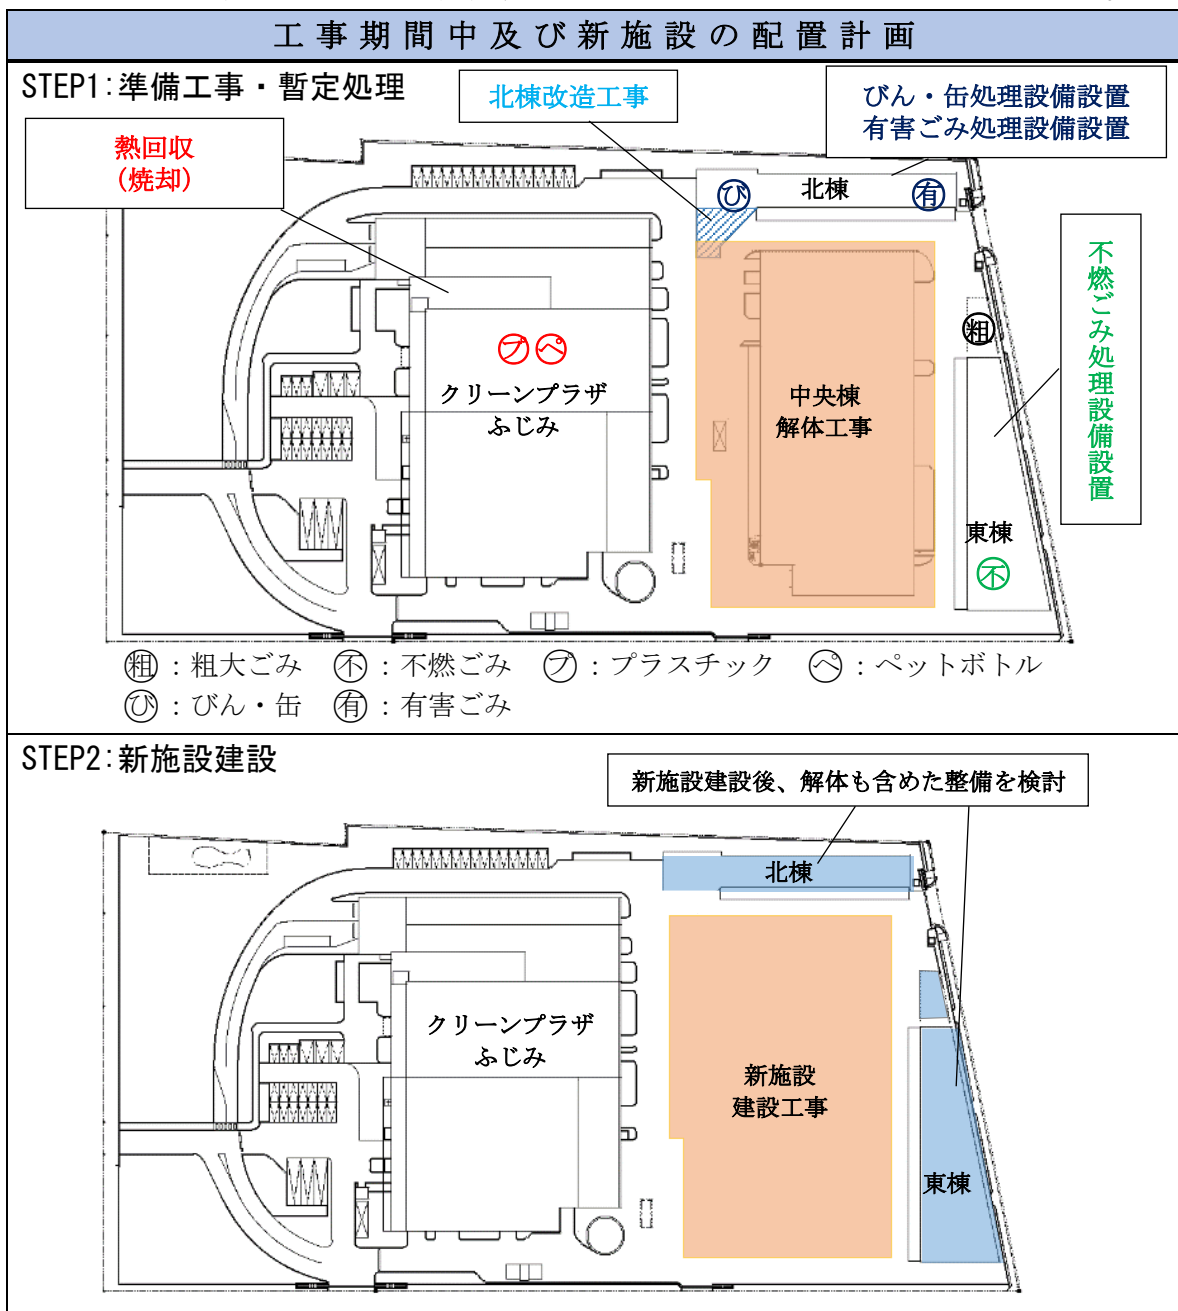 工事期間中及び新施設の配置計画
STEP1:準備工事・暫定処理
北棟改造工事
びん・缶処理設備設置
有害ごみ処理設備設置
熱回収
(焼却)
び
北棟
有
不燃ごみ処理設備設置
粗
プ ペ
クリーンプラザ
ふじみ
中央棟
解体工事
東棟
不
粗:粗大ごみ 不:不燃ごみ プ:プラスチック ペ:ペットボトル
び:びん・缶 有:有害ごみ
STEP2:新施設建設
新施設建設後、解体も含めた整備を検討
北棟
クリーンプラザ
ふじみ
新施設
建設工事
東棟